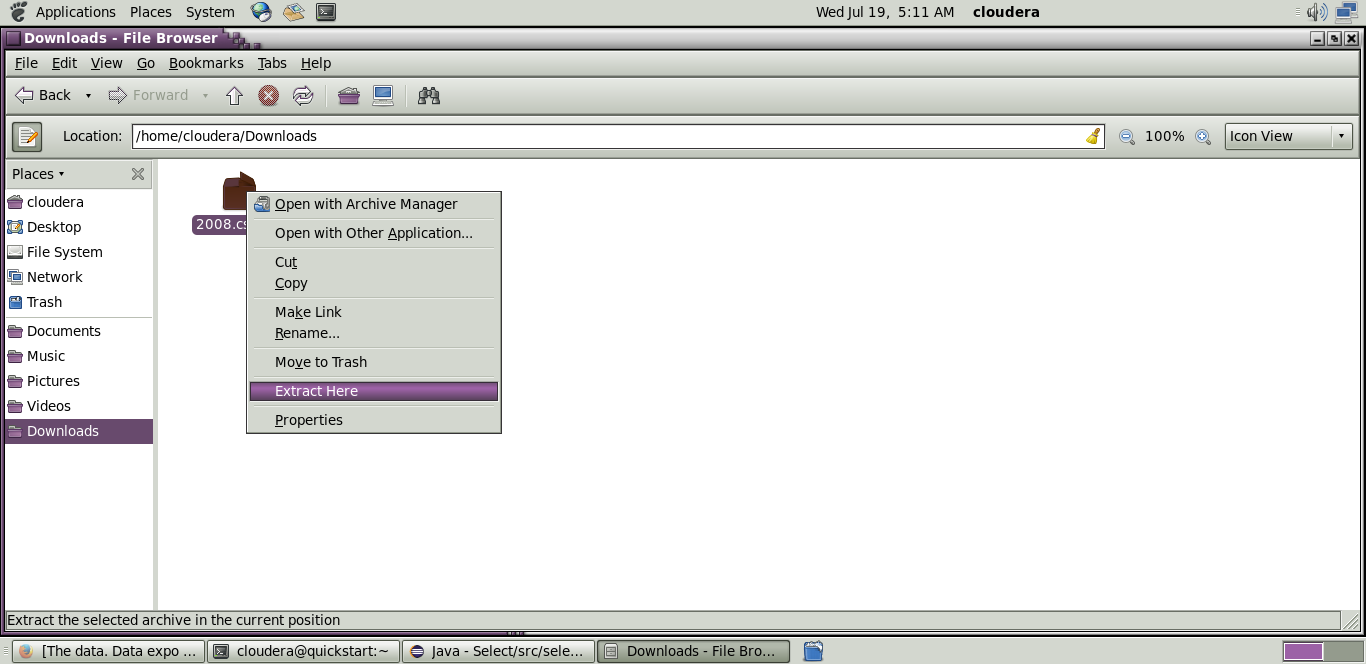 Applications Places System Wed Jul 19, 5:11 AM cloudera
Downloads - File Browser
File Edit View Go Bookmarks Tabs Help
Back Forward
Location: /home/cloudera/Downloads 100% Icon View
Places
cloudera
Desktop
File System
Network
Trash
Documents
Music
Pictures
Videos
Downloads
2008.cs
Open with Archive Manager
Open with Other Application...
Cut
Copy
Make Link
Rename...
Move to Trash
Extract Here
Properties
Extract the selected archive in the current position
[The data. Data expo ... cloudera@quickstart:~ Java - Select/src/sele... Downloads - File Bro...